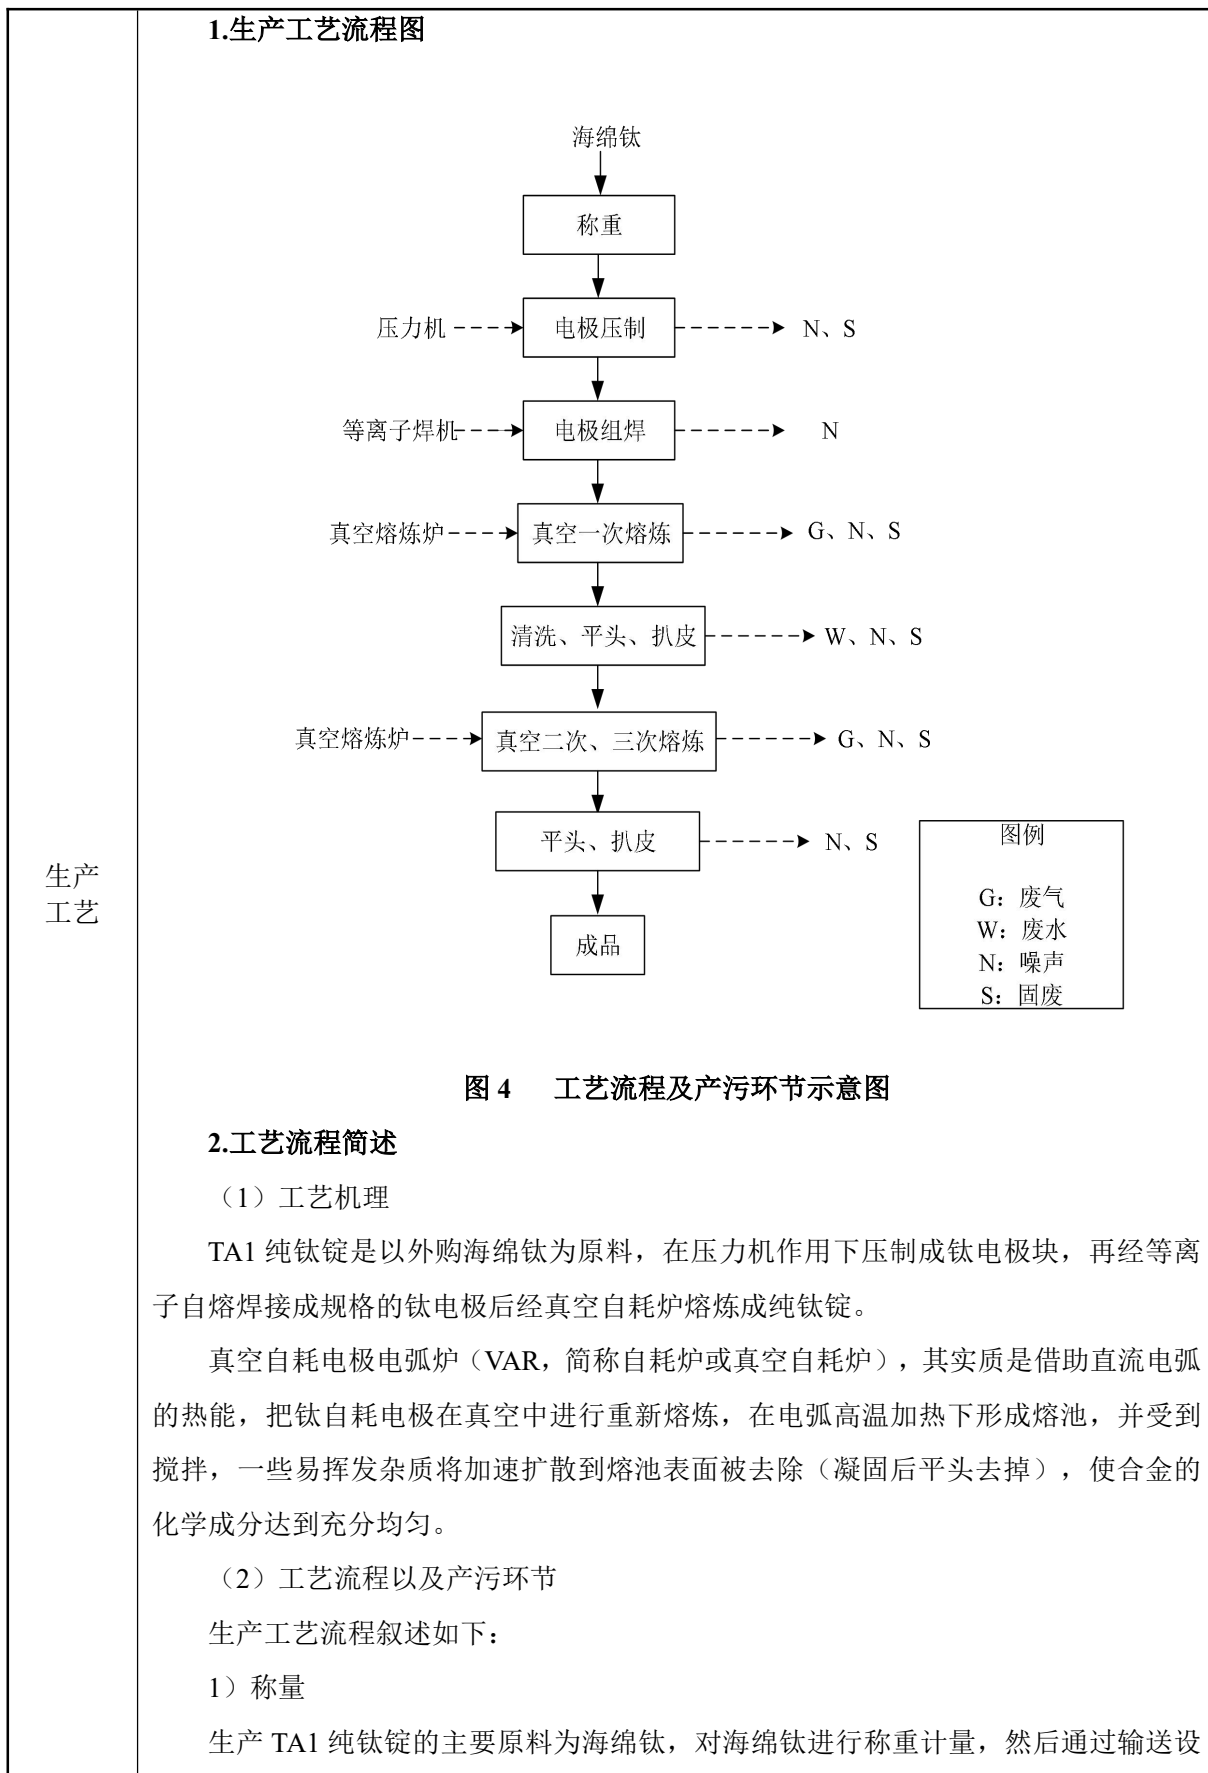 1.生产工艺流程图
海绵钛
称重
压力机
电极压制
N、S
等离子焊机
电极组焊
N
真空熔炼炉
真空一次熔炼
G、N、S
清洗、平头、扒皮
W、N、S
真空熔炼炉
真空二次、三次熔炼
G、N、S
平头、扒皮
N、S
成品
图例
G：废气
W：废水
N：噪声
S：固废
生产
工艺
图 4 工艺流程及产污环节示意图
2.工艺流程简述
（1）工艺机理
TA1 纯钛锭是以外购海绵钛为原料，在压力机作用下压制成钛电极块，再经等离
子自熔焊接成规格的钛电极后经真空自耗炉熔炼成纯钛锭。
真空自耗电极电弧炉（VAR，简称自耗炉或真空自耗炉），其实质是借助直流电弧
的热能，把钛自耗电极在真空中进行重新熔炼，在电弧高温加热下形成熔池，并受到
搅拌，一些易挥发杂质将加速扩散到熔池表面被去除（凝固后平头去掉），使合金的
化学成分达到充分均匀。
（2）工艺流程以及产污环节
生产工艺流程叙述如下：
1）称量
生产 TA1 纯钛锭的主要原料为海绵钛，对海绵钛进行称重计量，然后通过输送设